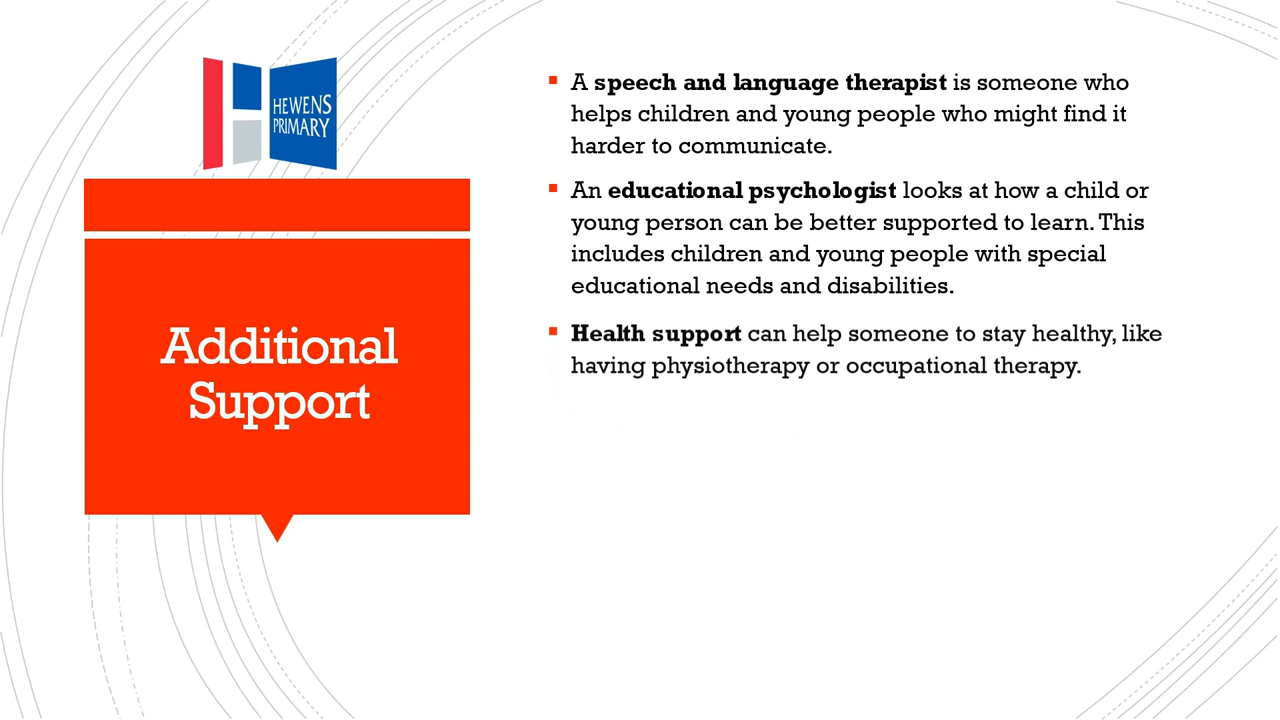 HEWENS
PRIMARY
Additional
Support
A speech and language therapist is someone who
helps children and young people who might find it
harder to communicate.
An educational psychologist looks at how a child or
young person can be better supported to learn. This
includes children and young people with special
educational needs and disabilities.
Health support can help someone to stay healthy, like
having physiotherapy or occupational therapy.